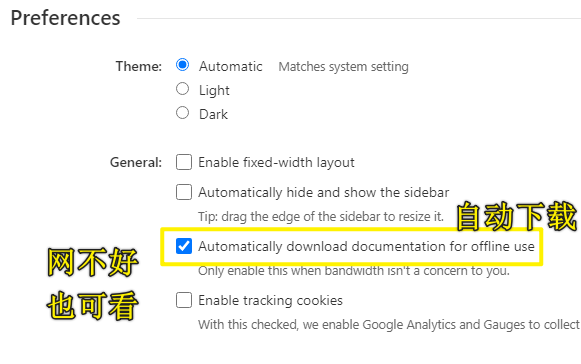 Preferences
Theme: Automatic Matches system setting
Light
Dark
General: Enable fixed-width layout
Automatically hide and show the sidebar
Tip: drag the edge of the sidebar to resize it.
自动下载
Automatically download documentation for offline use
Only enable this when bandwidth isn't a concern to you.
网不好
也可看
Enable tracking cookies
With this checked, we enable Google Analytics and Gauges to collect